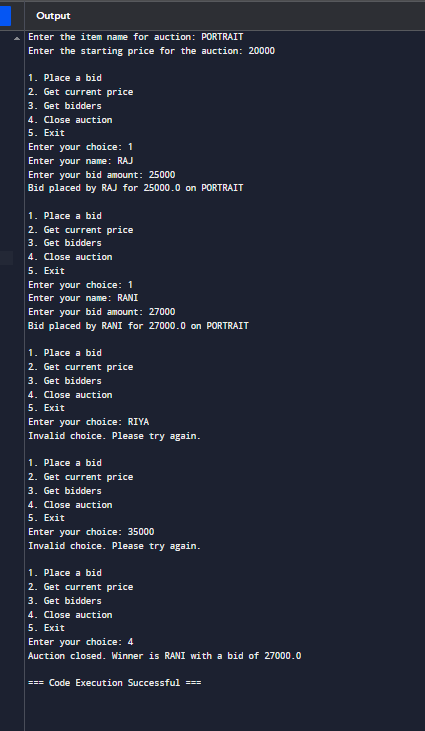 Output
Enter the item name for auction: PORTRAIT
Enter the starting price for the auction: 20000
1. Place a bid
2. Get current price
3. Get bidders
4. Close auction
5. Exit
Enter your choice: 1
Enter your name: RAJ
Enter your bid amount: 25000
Bid placed by RAJ for 25000.0 on PORTRAIT
1. Place a bid
2. Get current price
3. Get bidders
4. Close auction
5. Exit
Enter your choice: 1
Enter your name: RANI
Enter your bid amount: 27000
Bid placed by RANI for 27000.0 on PORTRAIT
1. Place a bid
2. Get current price
3. Get bidders
4. Close auction
5. Exit
Enter your choice: RIYA
Invalid choice. Please try again.
1. Place a bid
2. Get current price
3. Get bidders
4. Close auction
5. Exit
Enter your choice: 35000
Invalid choice. Please try again.
1. Place a bid
2. Get current price
3. Get bidders
4. Close auction
5. Exit
Enter your choice: 4
Auction closed. Winner is RANI with a bid of 27000.0
=== Code Execution Successful ===